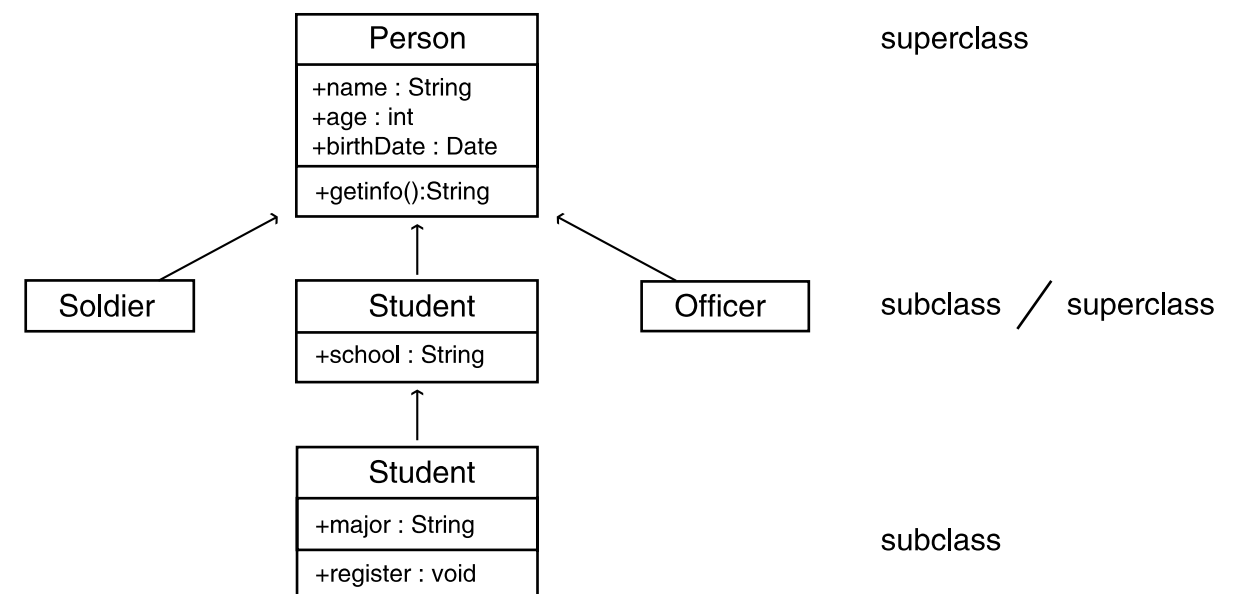 Person
superclass
+name : String
+age : int
+birthDate : Date
+getinfo():String
Soldier
Student
Officer
subclass / superclass
+school : String
Student
+major : String
subclass
+register : void